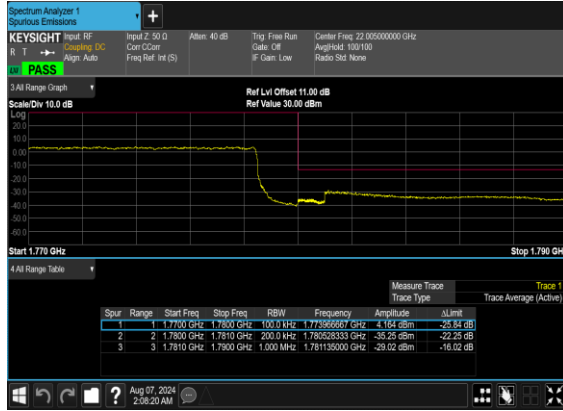 Spectrum Analyzer 1
Spurious Emissions
+
KEYSIGHT Input: RF Input Z: 50 Ω Atten: 40 dB Trig: Free Run Center Freq: 22.005000000 GHz
R T Coupling: DC Corr CCorr Gate: Off Avg|Hold: 100/100
Align: Auto Freq Ref: Int (S) IF Gain: Low Radio Std: None
LXI PASS
3 All Range Graph
Ref Lvl Offset 11.00 dB
Scale/Div 10.0 dB Ref Value 30.00 dBm
Log
20.0
10.0
0.00
-10.0
-20.0
-30.0
-40.0
-50.0
-60.0
Start 1.770 GHz Stop 1.790 GH
4 All Range Table
Measure Trace Trace 1
Trace Type Trace Average (Active)
Spur Range Start Freq Stop Freq RBW Frequency Amplitude ΔLimit
1 1 1.7700 GHz 1.7800 GHz 100.0 kHz 1.773966667 GHz 4.164 dBm -25.84 dB
2 2 1.7800 GHz 1.7810 GHz 200.0 kHz 1.780528333 GHz -35.25 dBm -22.25 dB
3 3 1.7810 GHz 1.7900 GHz 1.000 MHz 1.781135000 GHz -29.02 dBm -16.02 dB
? Aug 07, 2024
2:08:20 AM